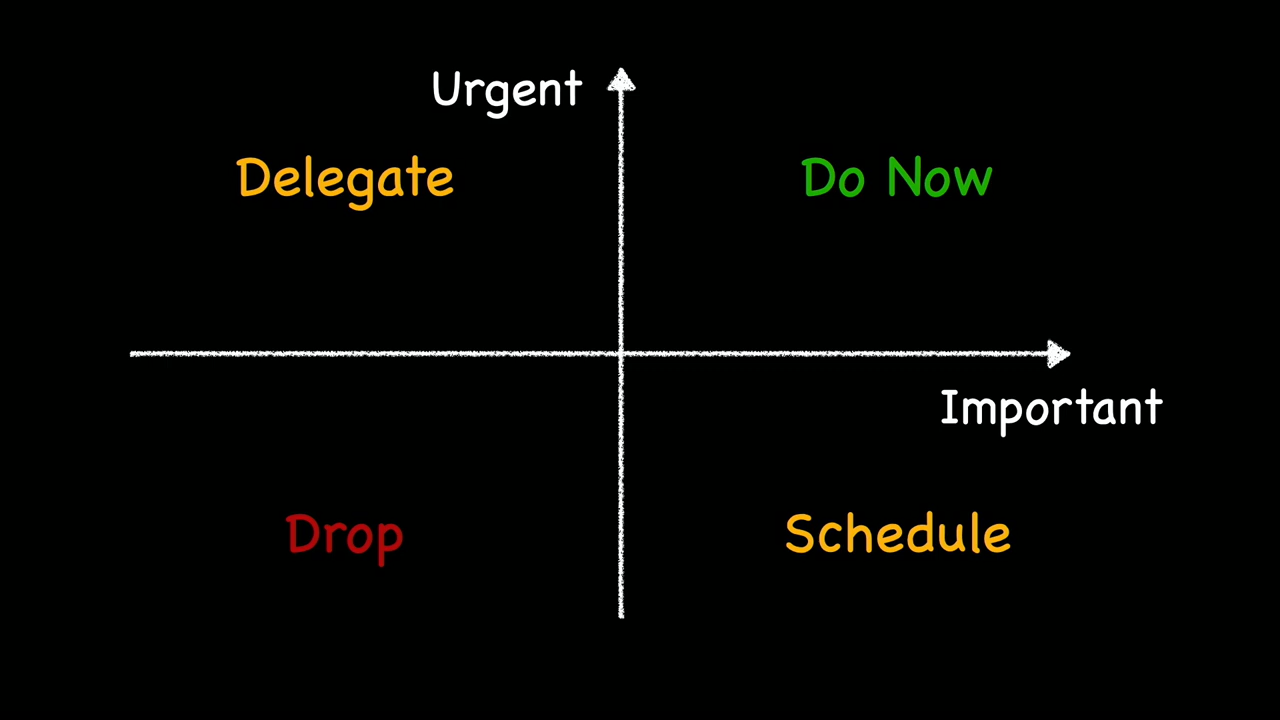 Urgent
Delegate
Do Now
Important
Drop
Schedule